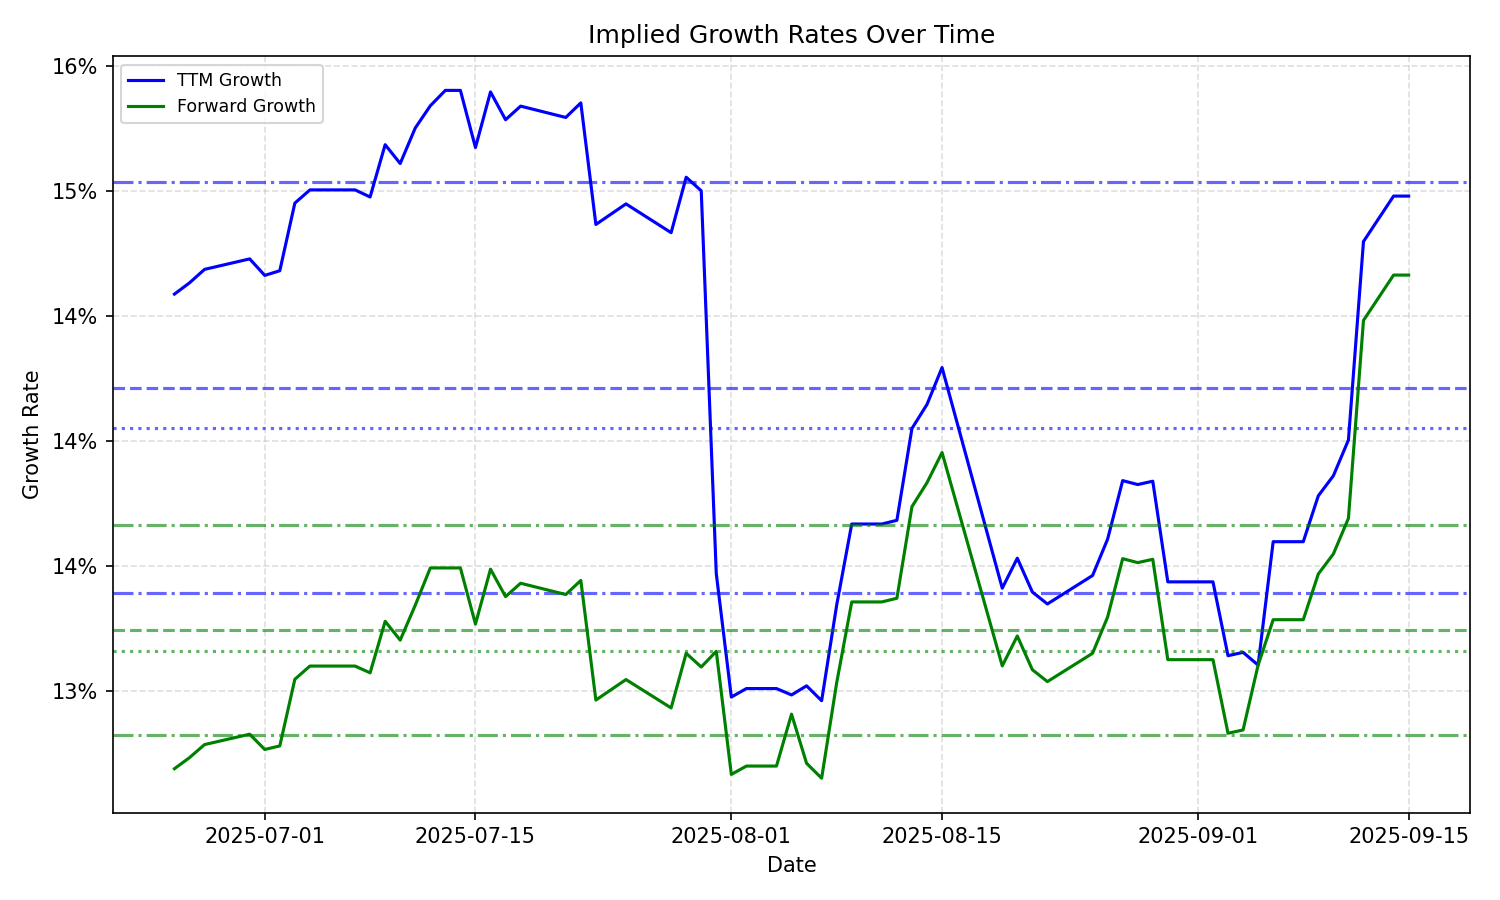 Implied Growth Rates Over Time
TTM Growth
Forward Growth
16%
15%
14%
14%
14%
13%
Growth Rate
2025-07-01
2025-07-15
2025-08-01
2025-08-15
2025-09-01
2025-09-15
Date